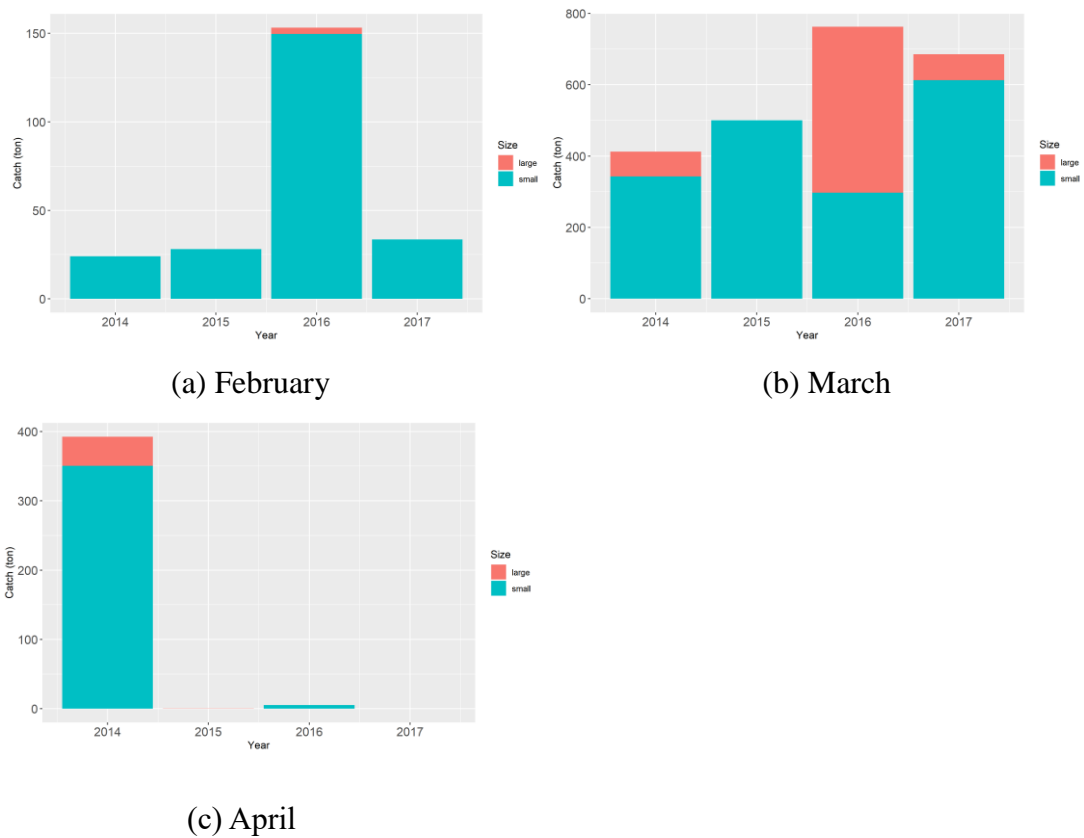 150
100
50
0
Catch (ton)
2014 2015 2016 2017
Year
Size
large
small
(a) February
800
600
400
200
0
Catch (ton)
2014 2015 2016 2017
Year
Size
large
small
(b) March
400
300
200
100
0
Catch (ton)
2014 2015 2016 2017
Year
Size
large
small
(c) April